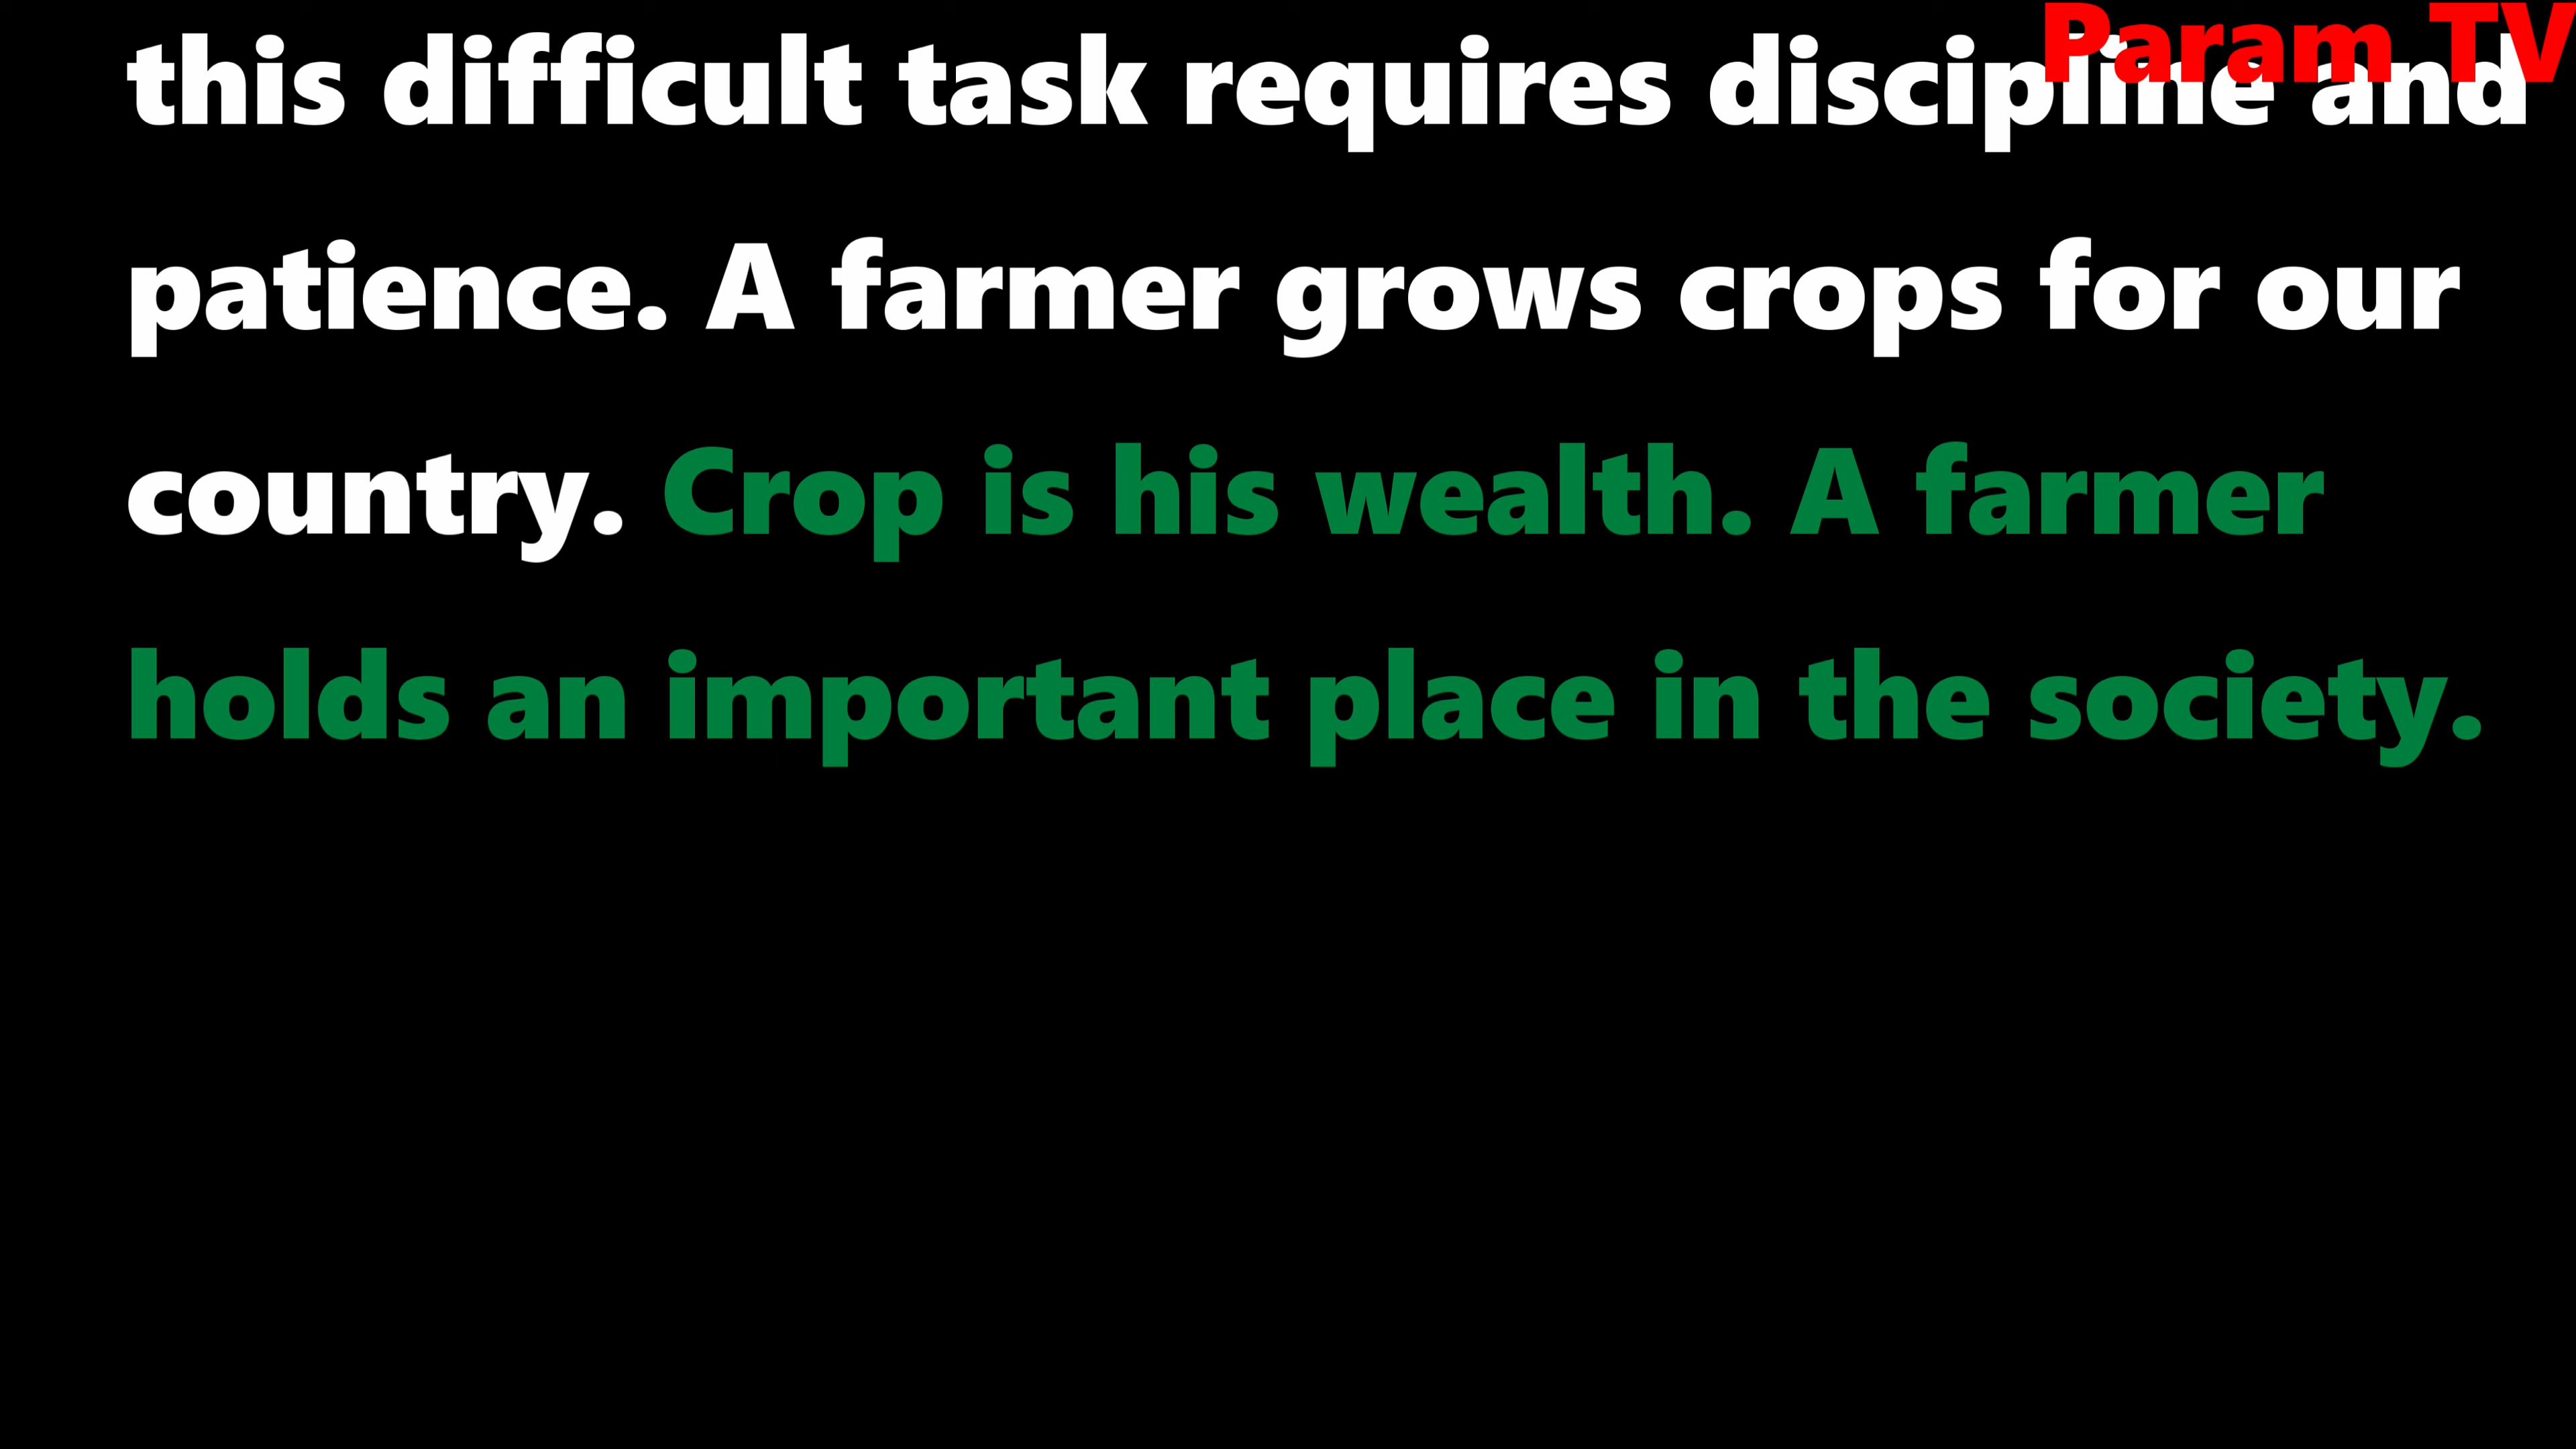 Param TV
this difficult task requires discipline and
patience. A farmer grows crops for our
country. Crop is his wealth. A farmer
holds an important place in the society.